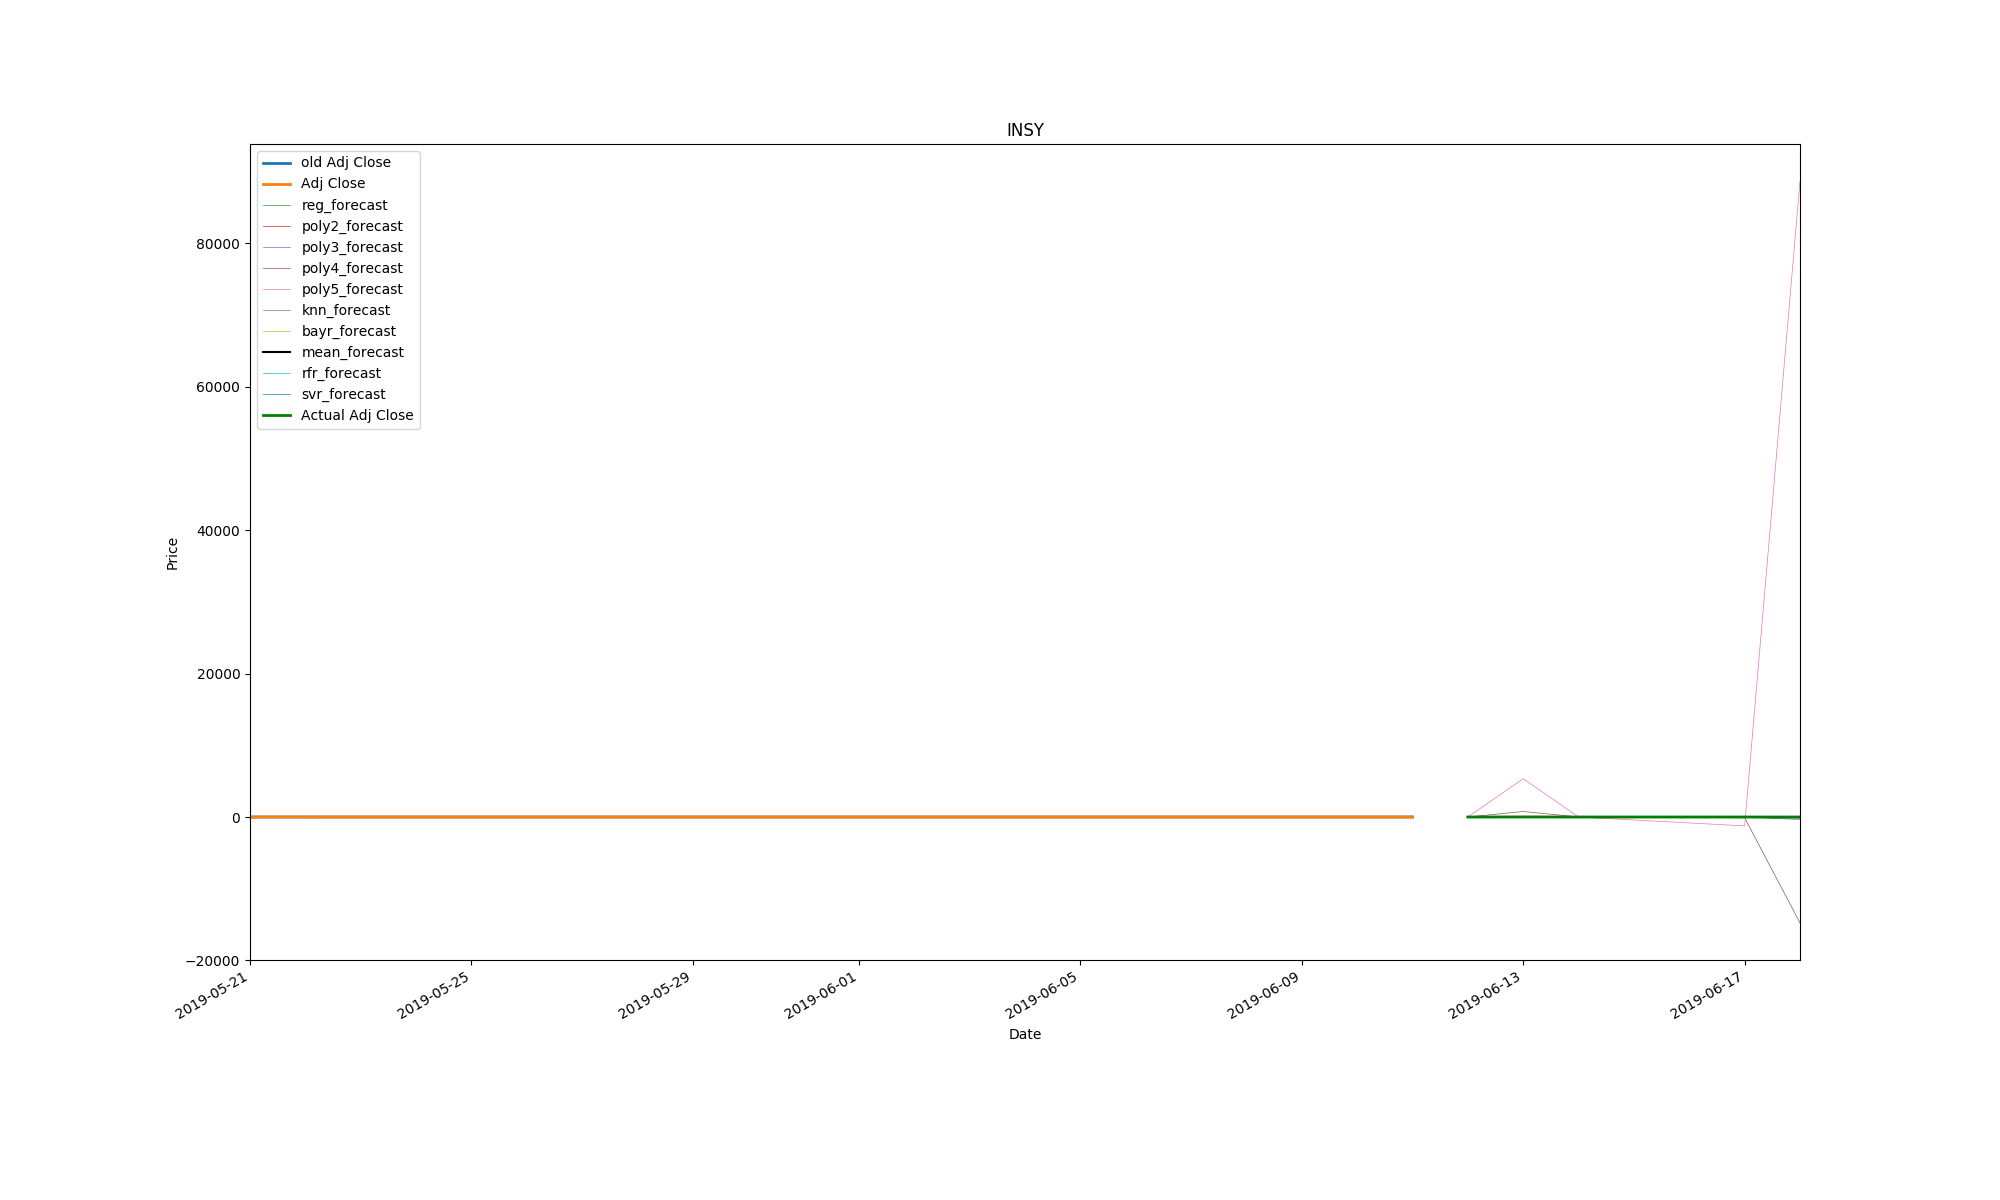 INSY
old Adj Close
Adj Close
reg_forecast
poly2_forecast
poly3_forecast
poly4_forecast
poly5_forecast
knn_forecast
bayr_forecast
mean_forecast
rfr_forecast
svr_forecast
Actual Adj Close
80000
60000
40000
20000
0
−20000
Price
2019-05-21
2019-05-25
2019-05-29
2019-06-01
2019-06-05
2019-06-09
2019-06-13
2019-06-17
Date